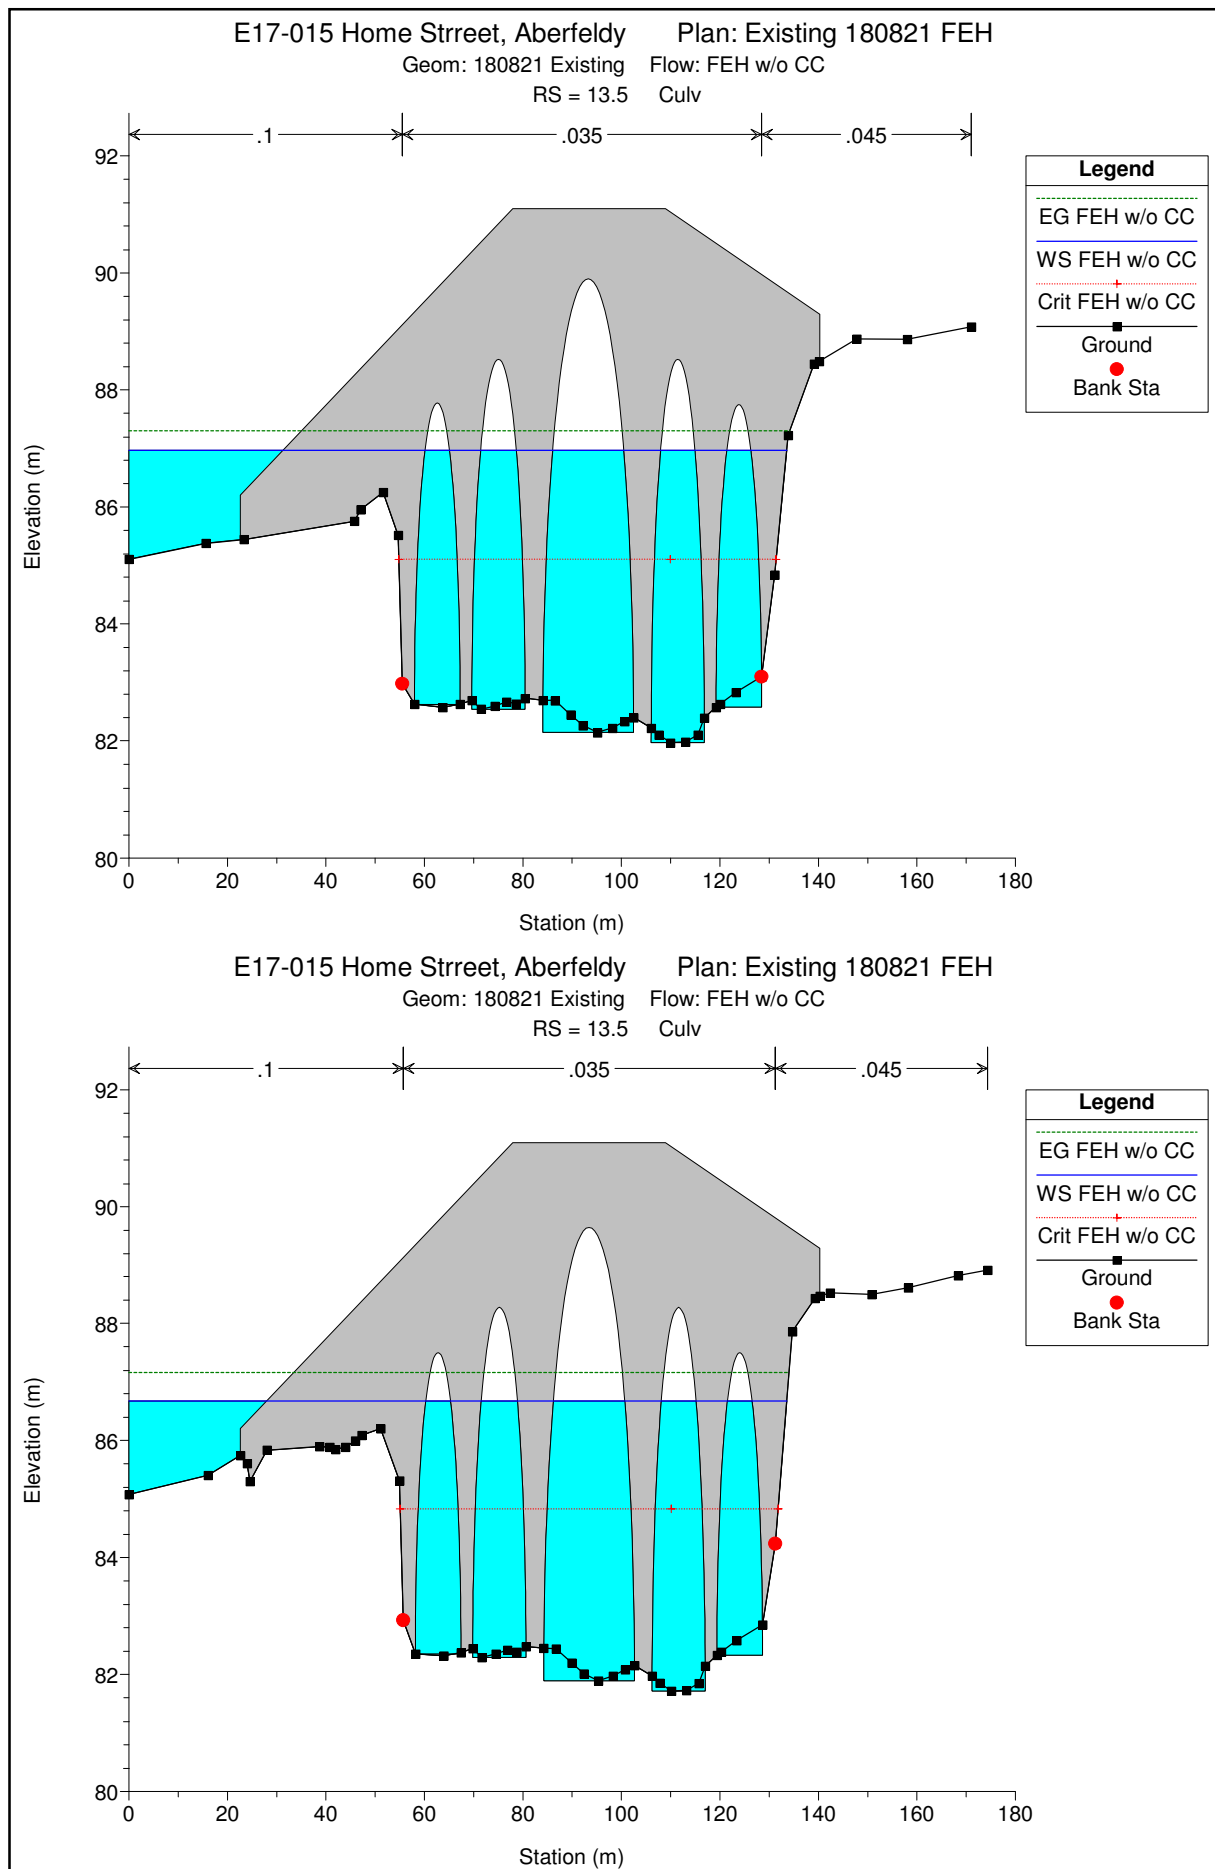 E17-015 Home Strreet, Aberfeldy Plan: Existing 180821 FEH
Geom: 180821 Existing Flow: FEH w/o CC
RS = 13.5 Culv
.1 .035 .045
Legend
EG FEH w/o CC
WS FEH w/o CC
Crit FEH w/o CC
Ground
Bank Sta
92
90
88
86
84
82
80
Elevation (m)
0 20 40 60 80 100 120 140 160 180
Station (m)
E17-015 Home Strreet, Aberfeldy Plan: Existing 180821 FEH
Geom: 180821 Existing Flow: FEH w/o CC
RS = 13.5 Culv
.1 .035 .045
Legend
EG FEH w/o CC
WS FEH w/o CC
Crit FEH w/o CC
Ground
Bank Sta
92
90
88
86
84
82
80
Elevation (m)
0 20 40 60 80 100 120 140 160 180
Station (m)